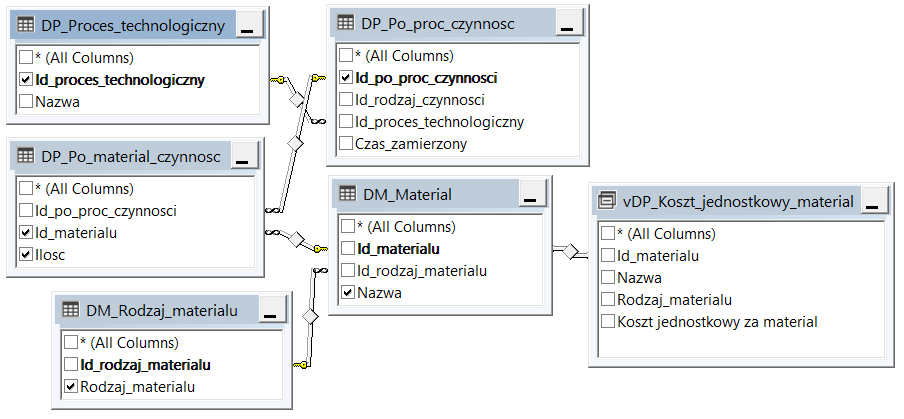 DP_Proces_technologiczny
* (All Columns)
Id_proces_technologiczny
Nazwa
DP_Po_proc_czynnosc
* (All Columns)
Id_po_proc_czynnosci
Id_rodzaj_czynnosci
Id_proces_technologiczny
Czas_zamierzony
DP_Po_material_czynnosc
* (All Columns)
Id_po_proc_czynnosci
Id_materialu
Ilosc
DM_Material
* (All Columns)
Id_materialu
Id_rodzaj_materialu
Nazwa
vDP_Koszt_jednostkowy_material
* (All Columns)
Id_materialu
Nazwa
Rodzaj_materialu
Koszt jednostkowy za material
DM_Rodzaj_materialu
* (All Columns)
Id_rodzaj_materialu
Rodzaj_materialu